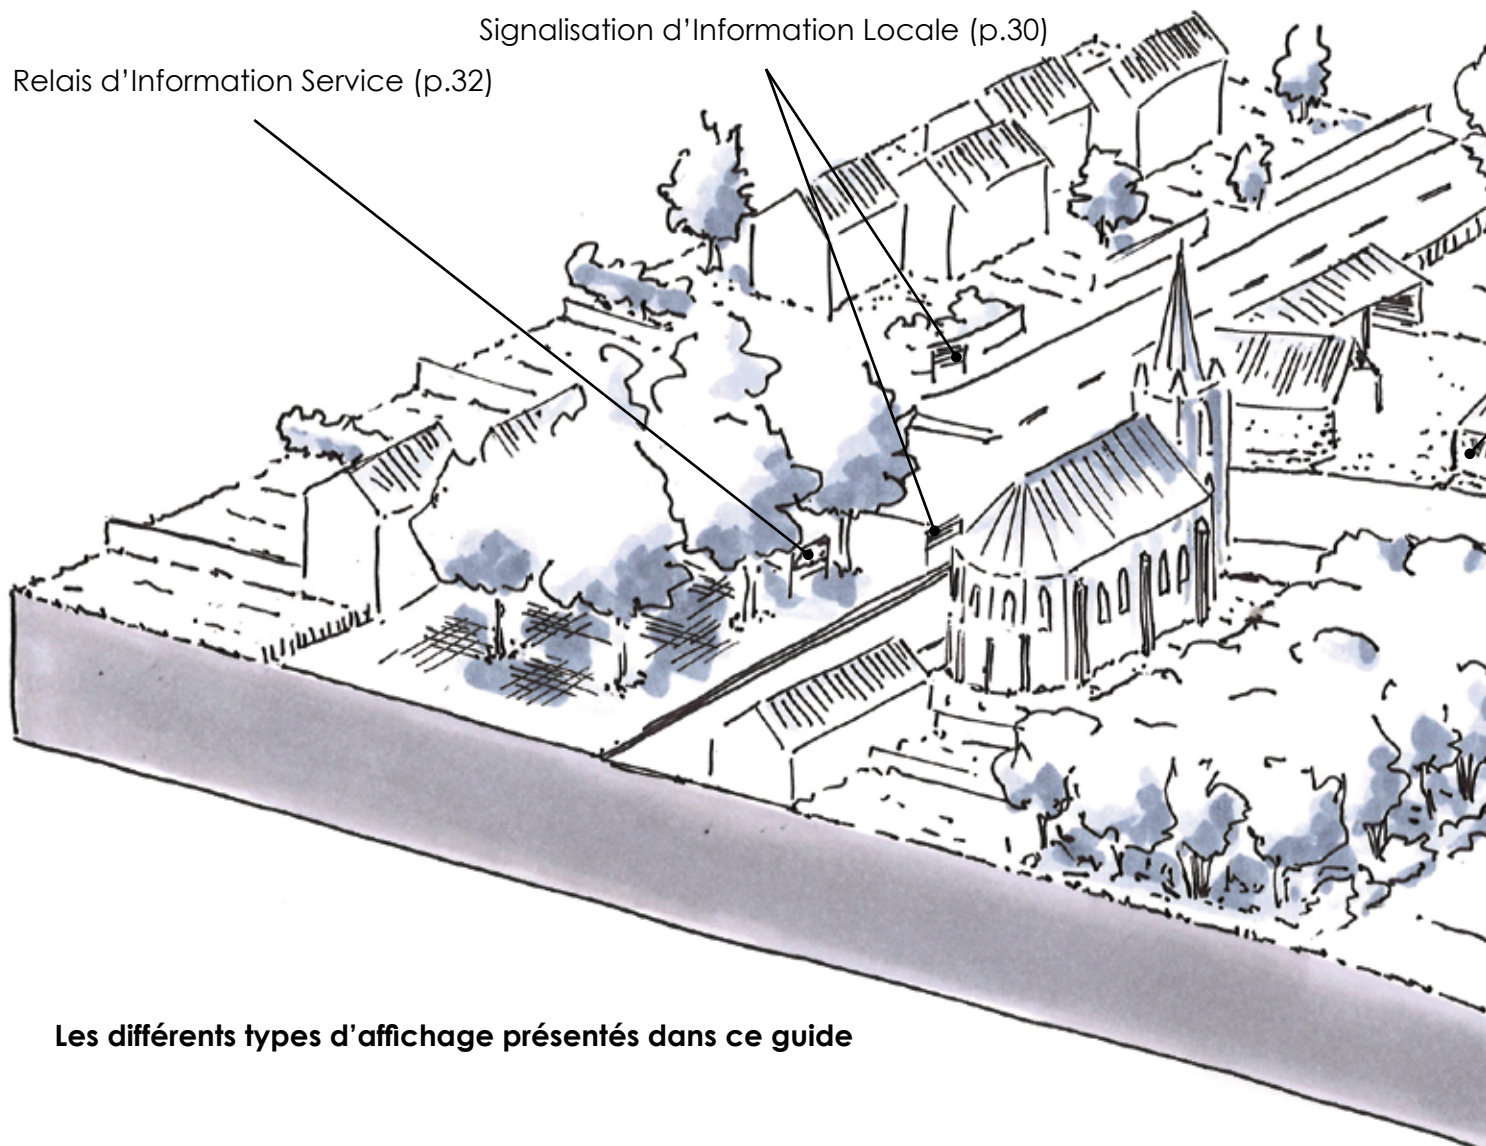 Signalisation d’Information Locale (p.30)
Relais d’Information Service (p.32)
Les différents types d’affichage présentés dans ce guide